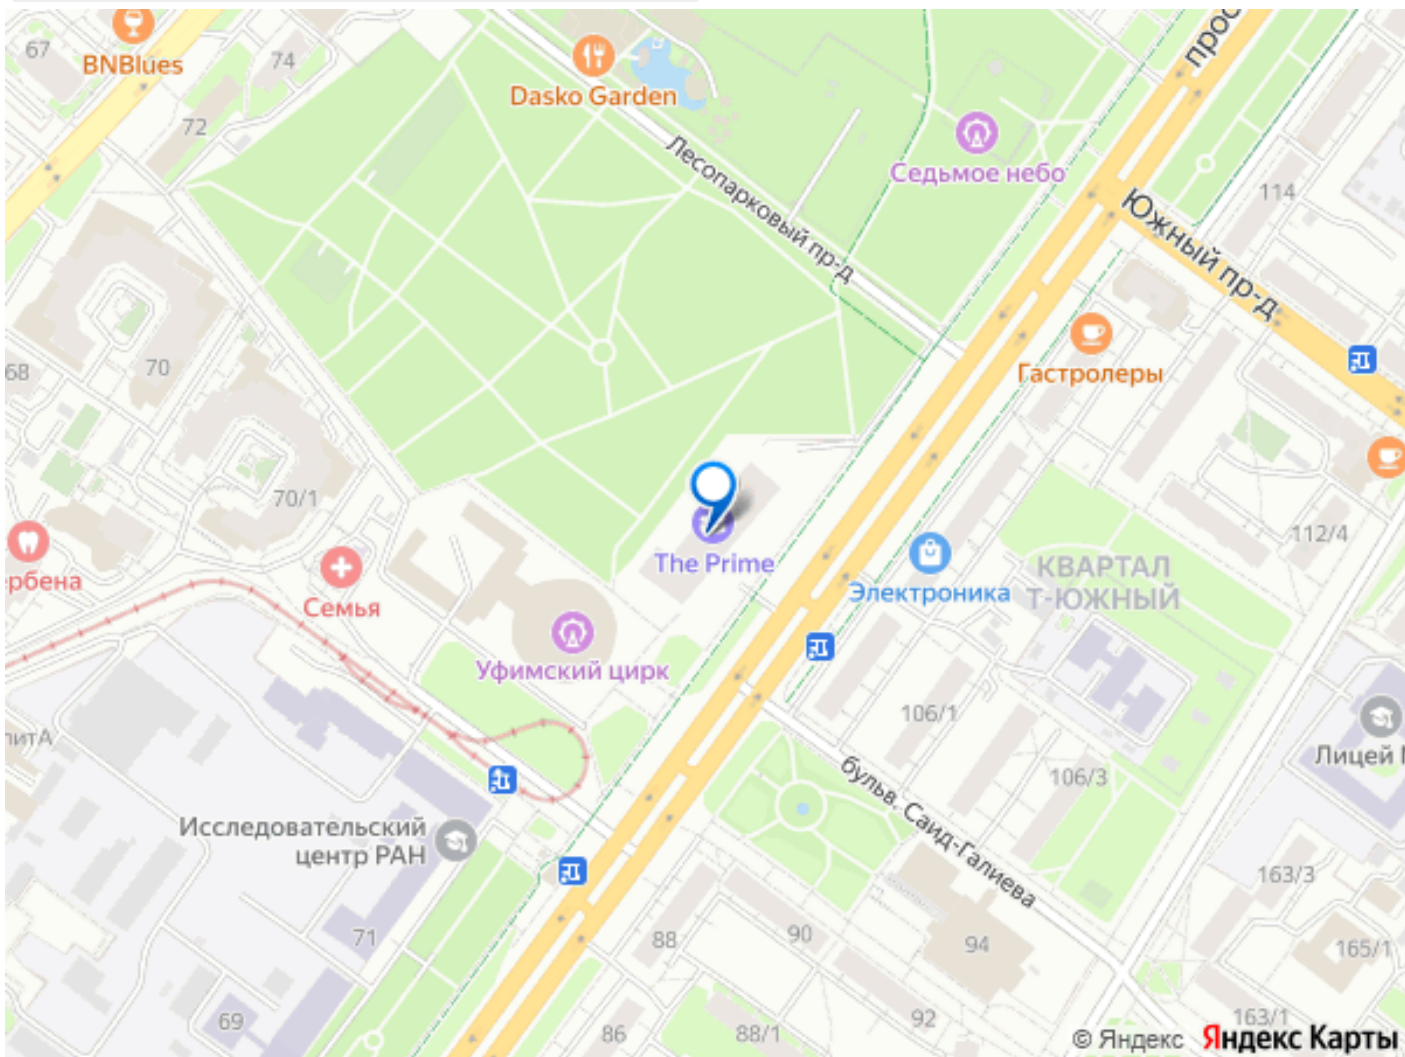 67
BNBlues
74
72
Dasko Garden
Седьмое небо
прос
114
Лесопарковый пр-д
Южный пр-д
Гастролеры
68
70
70/1
The Prime
Электроника
КВАРТАЛ
Т-ЮЖНЫЙ
112/4
рбена
Семья
Уфимский цирк
106/1
106/3
Лицей
питА
бульв. Саид-Галиева
Исследовательский
центр РАН
71
69
88
90
94
163/3
165/1
86
88/1
92
163/1
© Яндекс Яндекс Карты